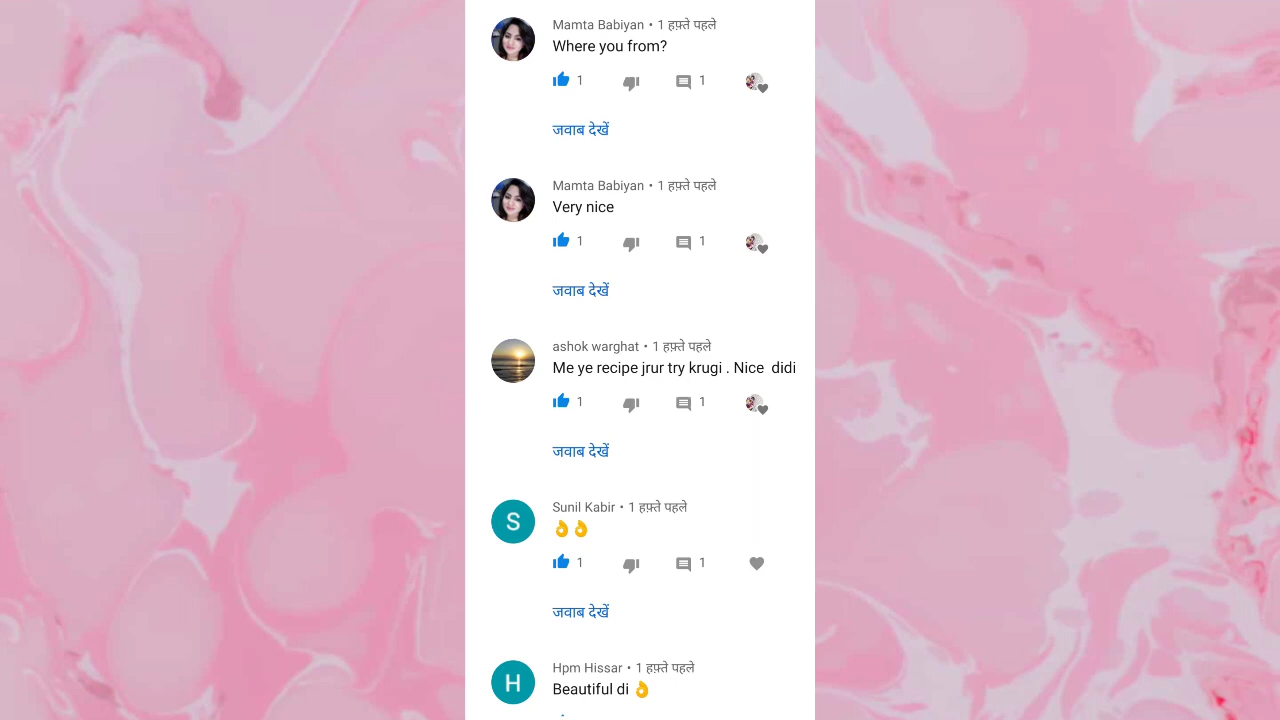 Mamta Babiyan • 1 हफ़्ते पहले
Where you from?
1 1
जवाब देखें
Mamta Babiyan • 1 हफ़्ते पहले
Very nice
1 1
जवाब देखें
ashok warghat • 1 हफ़्ते पहले
Me ye recipe jrur try krugi . Nice didi
1 1
जवाब देखें
S
Sunil Kabir • 1 हफ़्ते पहले
👌👌
1 1
जवाब देखें
H
Hpm Hissar • 1 हफ़्ते पहले
Beautiful di 👌